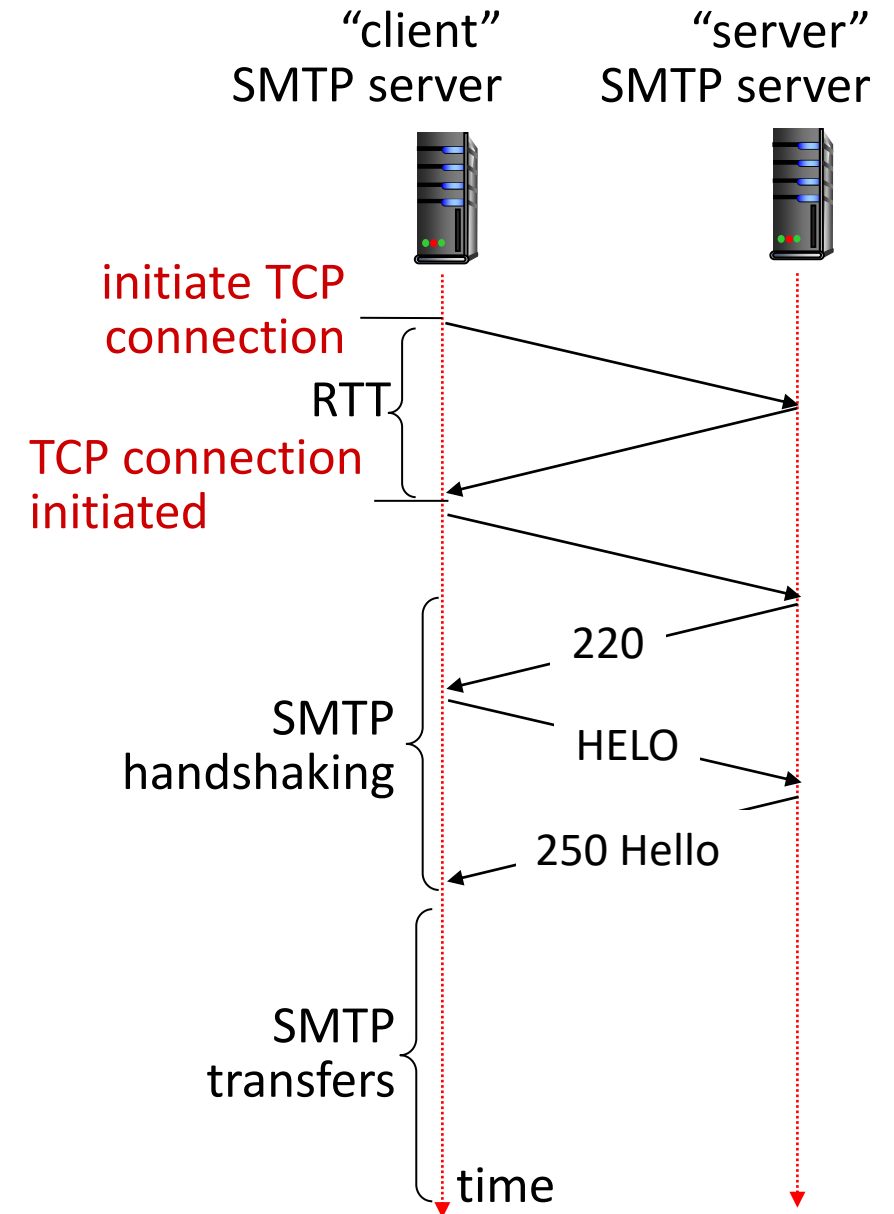 “client”
SMTP server
“server”
SMTP server
initiate TCP
connection
RTT
TCP connection
initiated
220
SMTP
handshaking
HELO
250 Hello
SMTP
transfers
time